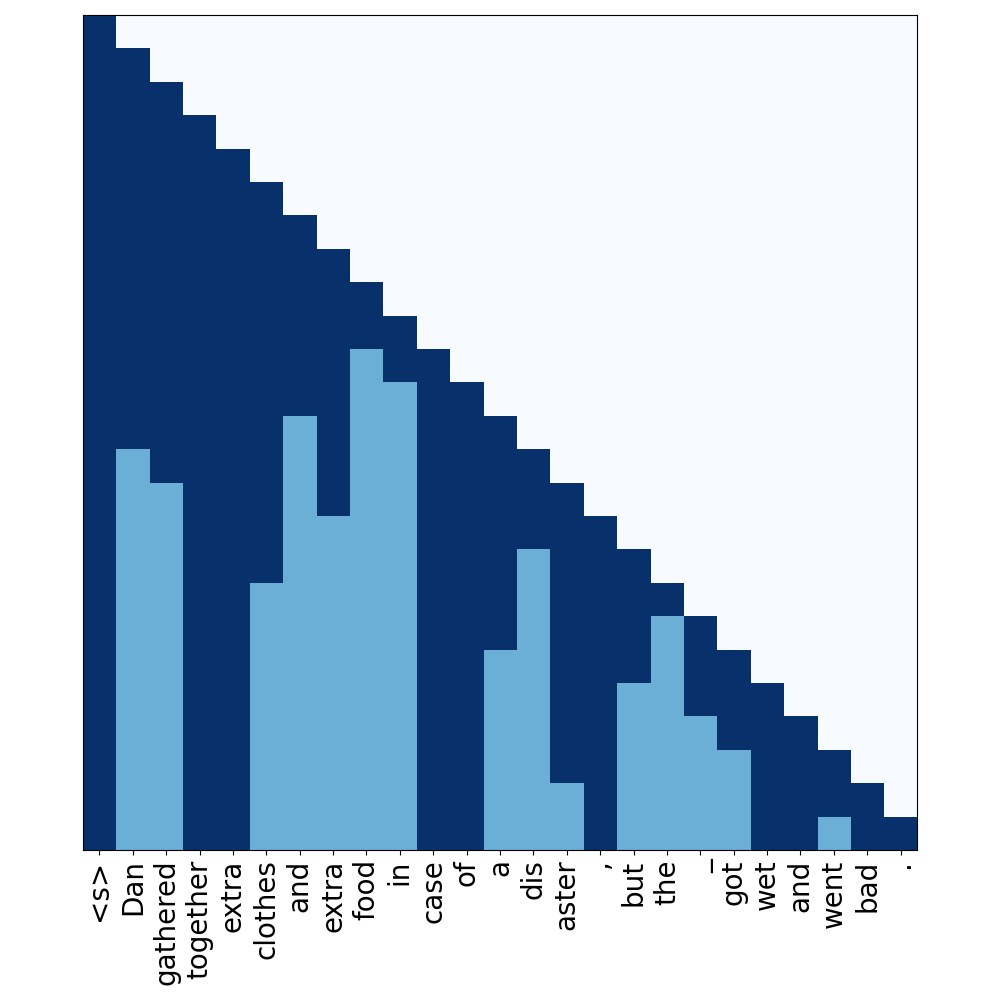 <s>
Dan
gathered
together
extra
clothes
and
extra
food
in
case
of
a
dis
aster
,
but
the
_
got
wet
and
went
bad
.